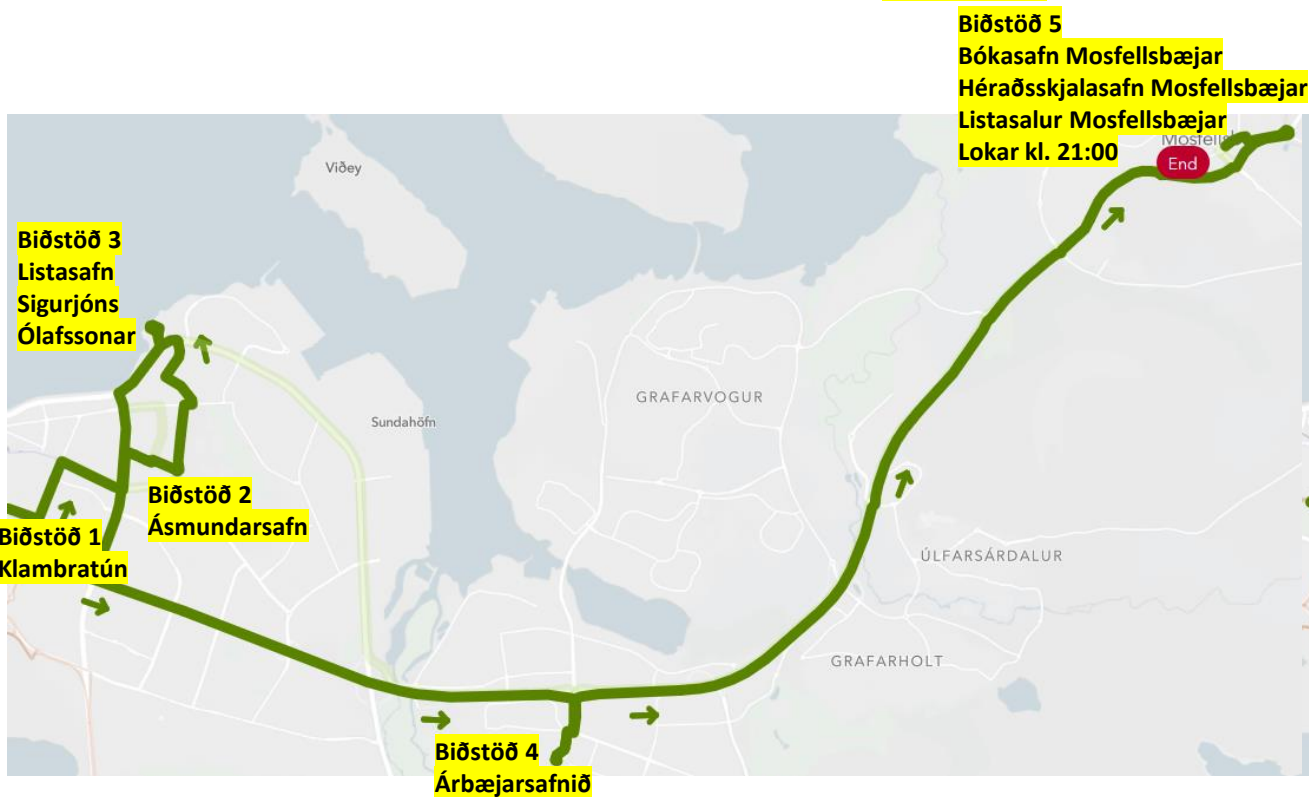 Biðstöð 5
Bókasafn Mosfellsbæjar
Héraðsskjalasafn Mosfellsbæjar
Listasalur Mosfellsbæjar
Lokar kl. 21:00
End
Viðey
Biðstöð 3
Listasafn
Sigurjóns
Ólafssonar
GRAFARVOGUR
Sundahöfn
Biðstöð 2
Ásmundarsafn
Biðstöð 1
Klambratún
ÚLFARSÁRDALUR
GRAFARHOLT
Biðstöð 4
Árbæjarsafnið